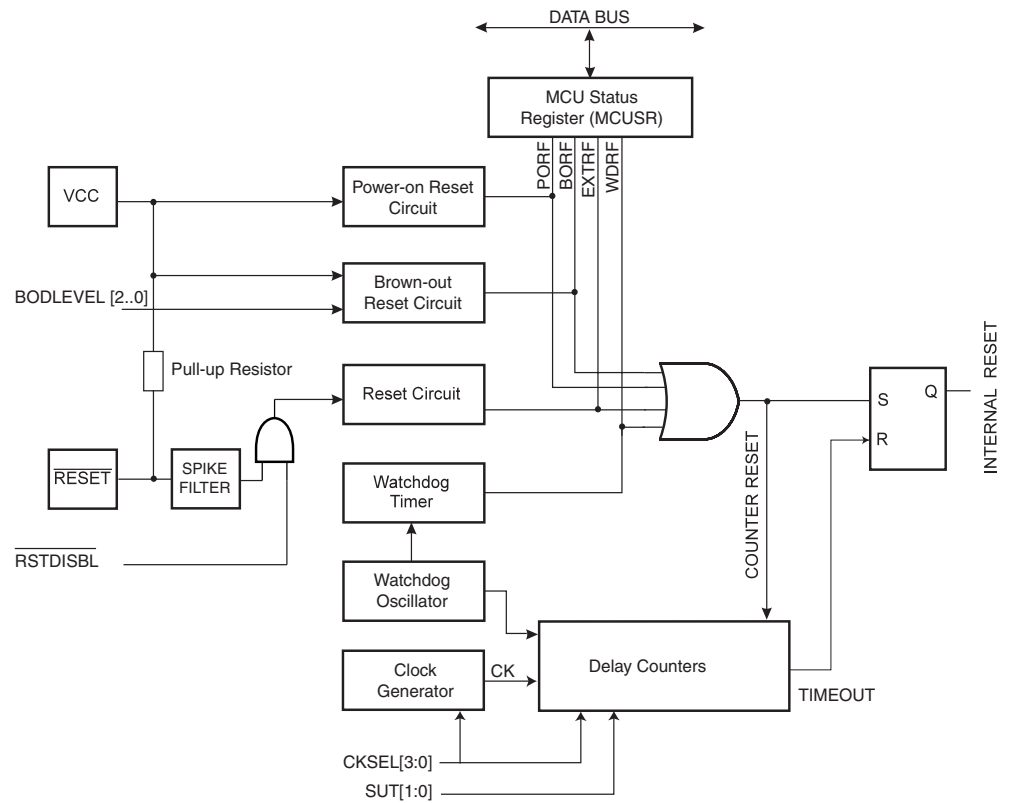 DATA BUS
MCU Status
Register (MCUSR)
PORF
BORF
EXTRF
WDRF
VCC
Power-on Reset
Circuit
BODLEVEL [2..0]
Brown-out
Reset Circuit
Pull-up Resistor
Reset Circuit
RESET
SPIKE
FILTER
Watchdog
Timer
RSTDISBL
Watchdog
Oscillator
Clock
Generator
CK
Delay Counters
COUNTER RESET
S
Q
R
INTERNAL RESET
TIMEOUT
CKSEL[3:0]
SUT[1:0]